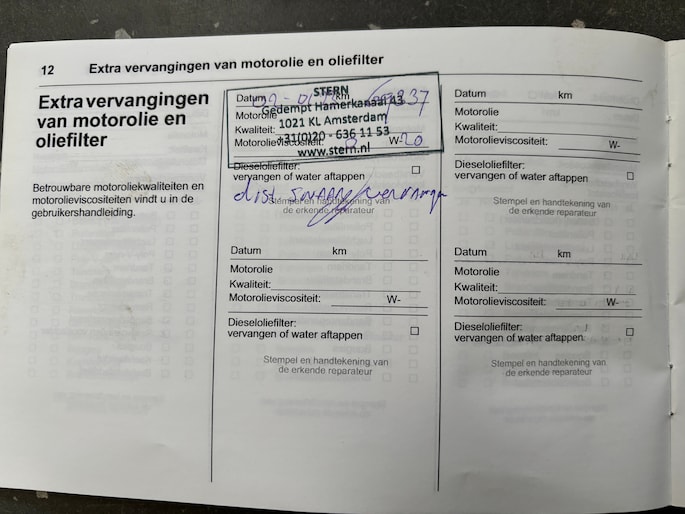 12 Extra vervangingen van motorolie en oliefilter
Extra vervangingen
van motorolie en
oliefilter
Betrouwbare motoroliekwaliteiten en
motorolieviscositeiten vindt u in de
gebruikershandleiding.
Datum km
Motorolie
Kwaliteit:
Motorolieviscositeit: W-20
STERN
Gedempt Hamerkanaal 43
1021 KL Amsterdam
+31(0)20 - 636 11 53
www.stern.nl
Dieseloliefilter:
vervangen of water aftappen
dist snaar vervangen
Stempel en handtekening van
de erkende reparateur
Datum km
Motorolie
Kwaliteit:
Motorolieviscositeit: W-
Dieseloliefilter:
vervangen of water aftappen
Stempel en handtekening van
de erkende reparateur
Datum km
Motorolie
Kwaliteit:
Motorolieviscositeit: W-
Dieseloliefilter:
vervangen of water aftappen
Stempel en handtekening van
de erkende reparateur
Datum km
Motorolie
Kwaliteit:
Motorolieviscositeit: W-
Dieseloliefilter:
vervangen of water aftappen
Stempel en handtekening van
de erkende reparateur